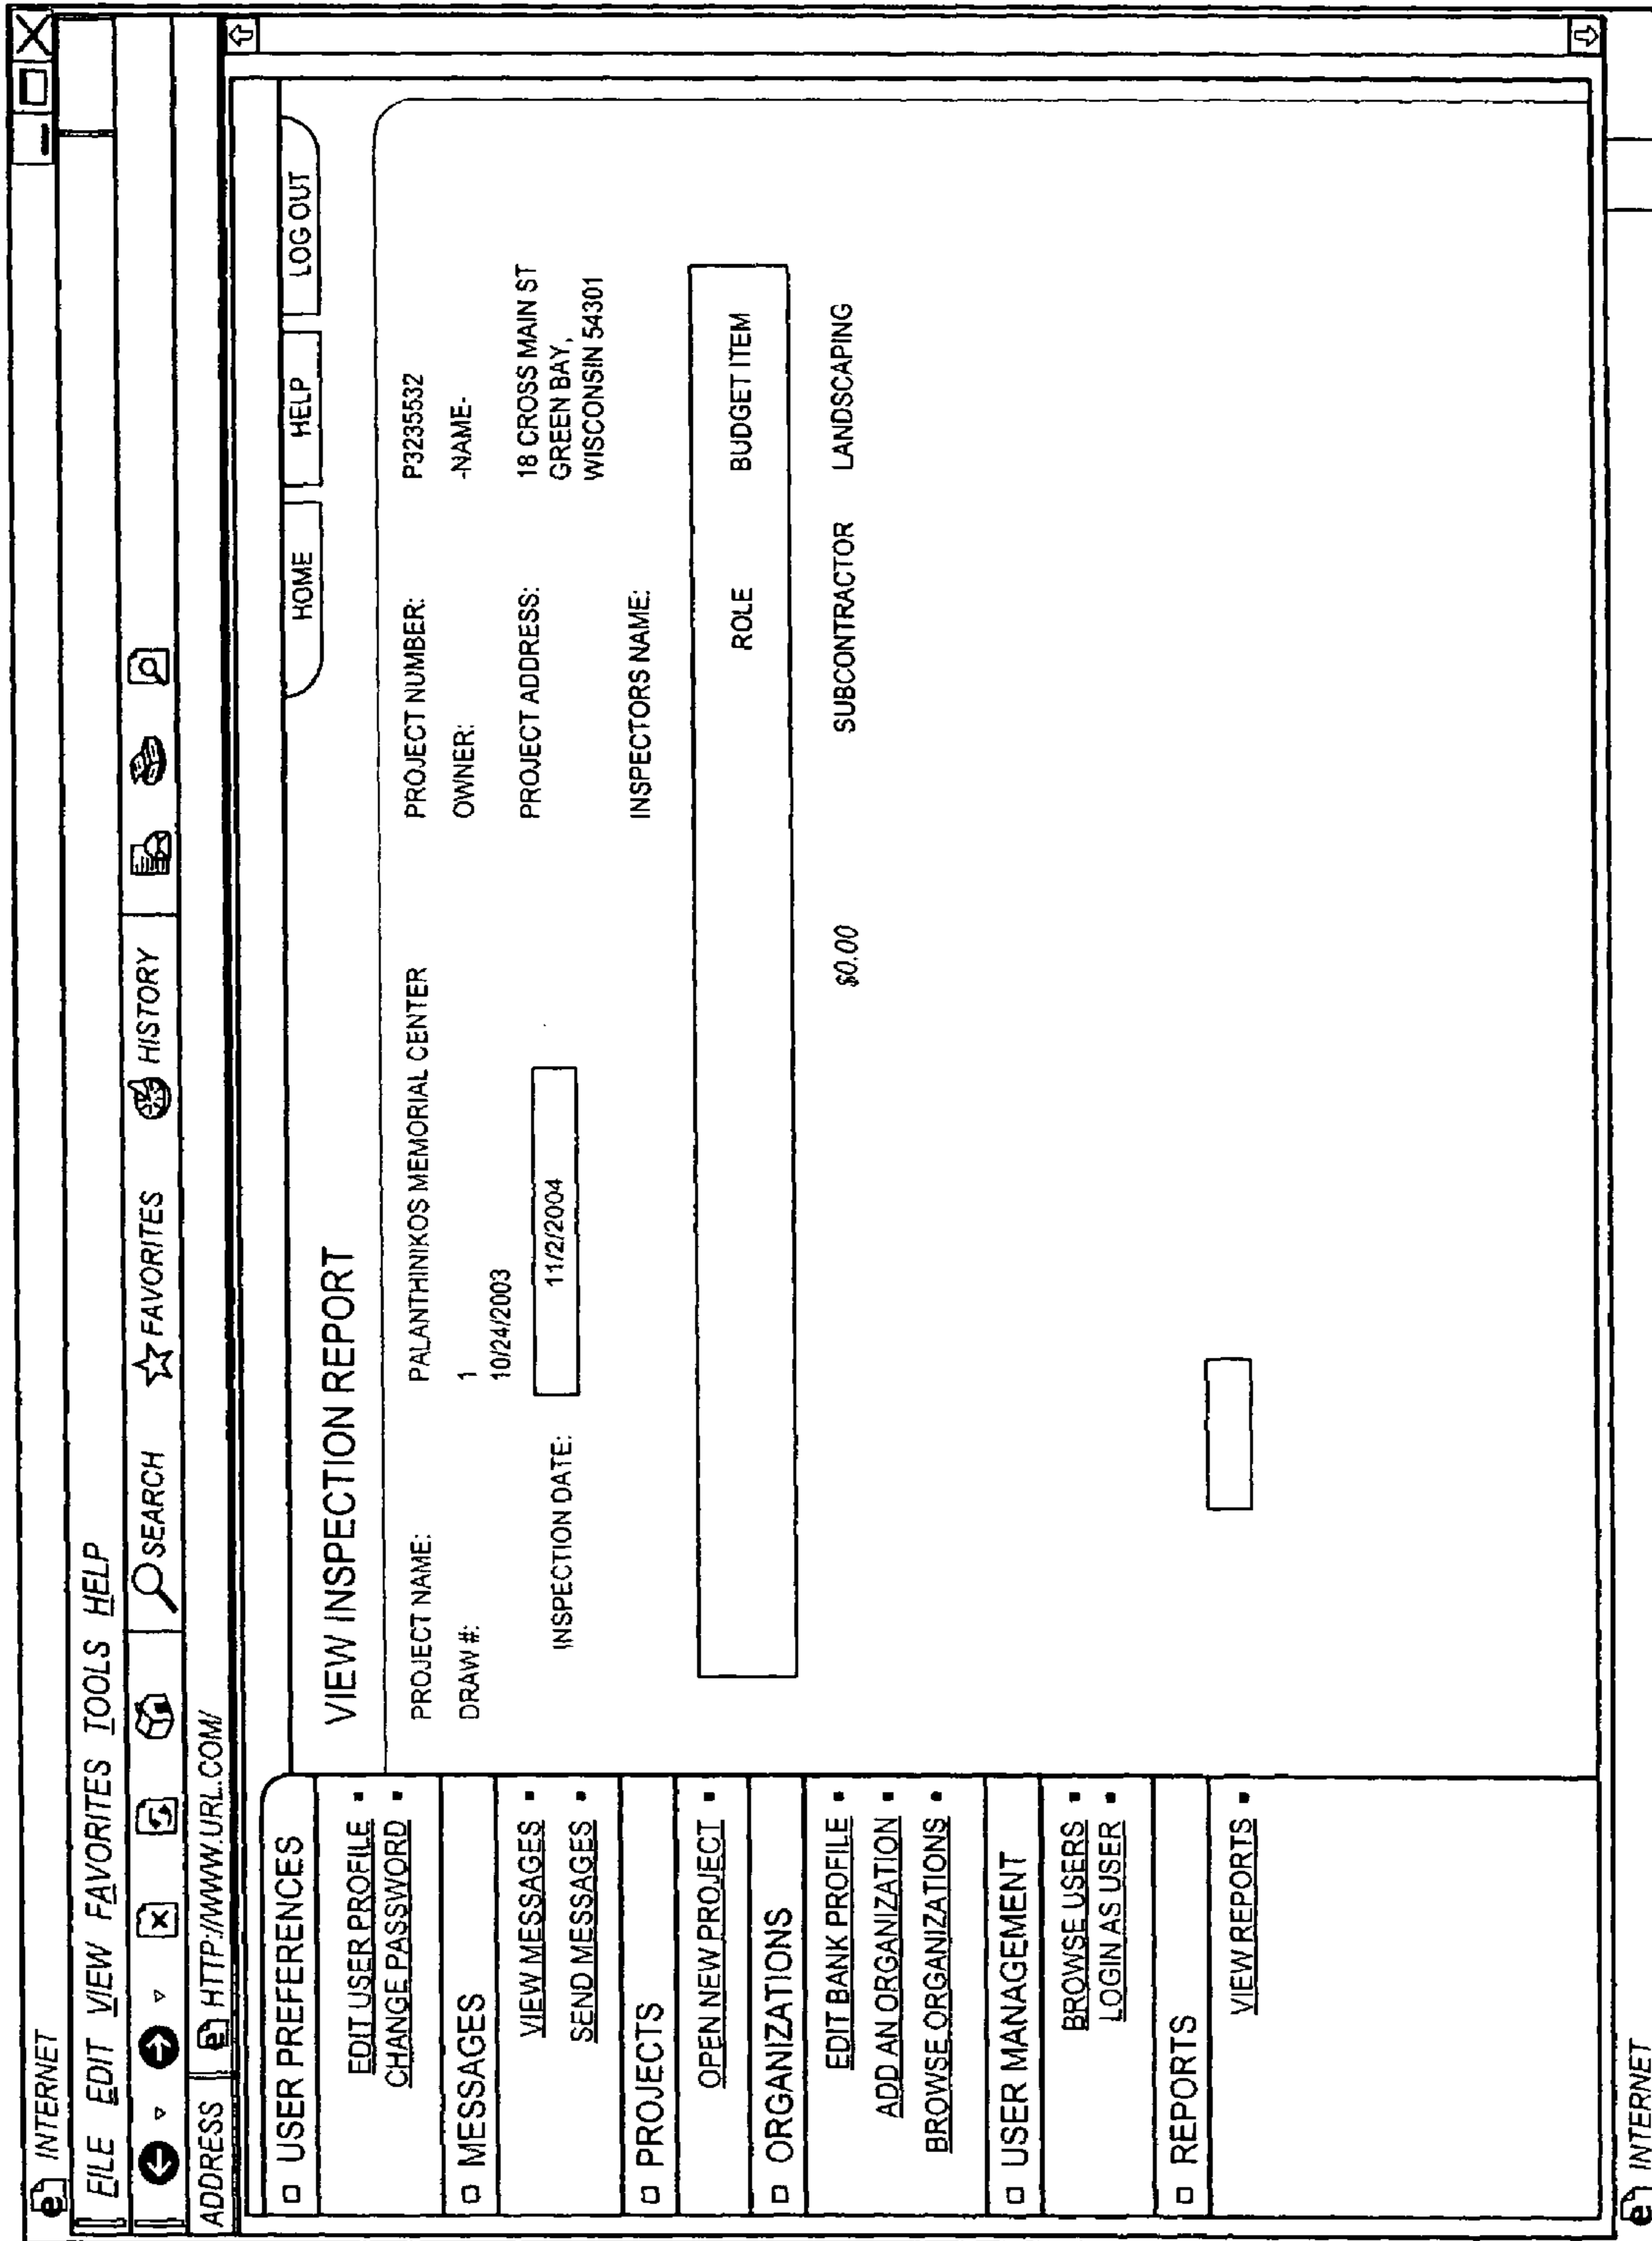 INTERNET
FILE EDIT VIEW FAVORITES TOOLS HELP
SEARCH FAVORITES HISTORY
ADDRESS HTTP://WWW.URL.COM/
HOME HELP LOG OUT
USER PREFERENCES
EDIT USER PROFILE
CHANGE PASSWORD
MESSAGES
VIEW MESSAGES
SEND MESSAGES
PROJECTS
OPEN NEW PROJECT
ORGANIZATIONS
EDIT BANK PROFILE
ADD AN ORGANIZATION
BROWSE ORGANIZATIONS
USER MANAGEMENT
BROWSE USERS
LOGIN AS USER
REPORTS
VIEW REPORTS
VIEW INSPECTION REPORT
PROJECT NAME: PALANTHINIKOS MEMORIAL CENTER PROJECT NUMBER: P3235532
DRAW #: 1 OWNER: -NAME-
10/24/2003
INSPECTION DATE: 11/2/2004 PROJECT ADDRESS: 18 CROSS MAIN ST
GREEN BAY,
WISCONSIN 54301
INSPECTORS NAME:
ROLE BUDGET ITEM
$0.00 SUBCONTRACTOR LANDSCAPING
INTERNET